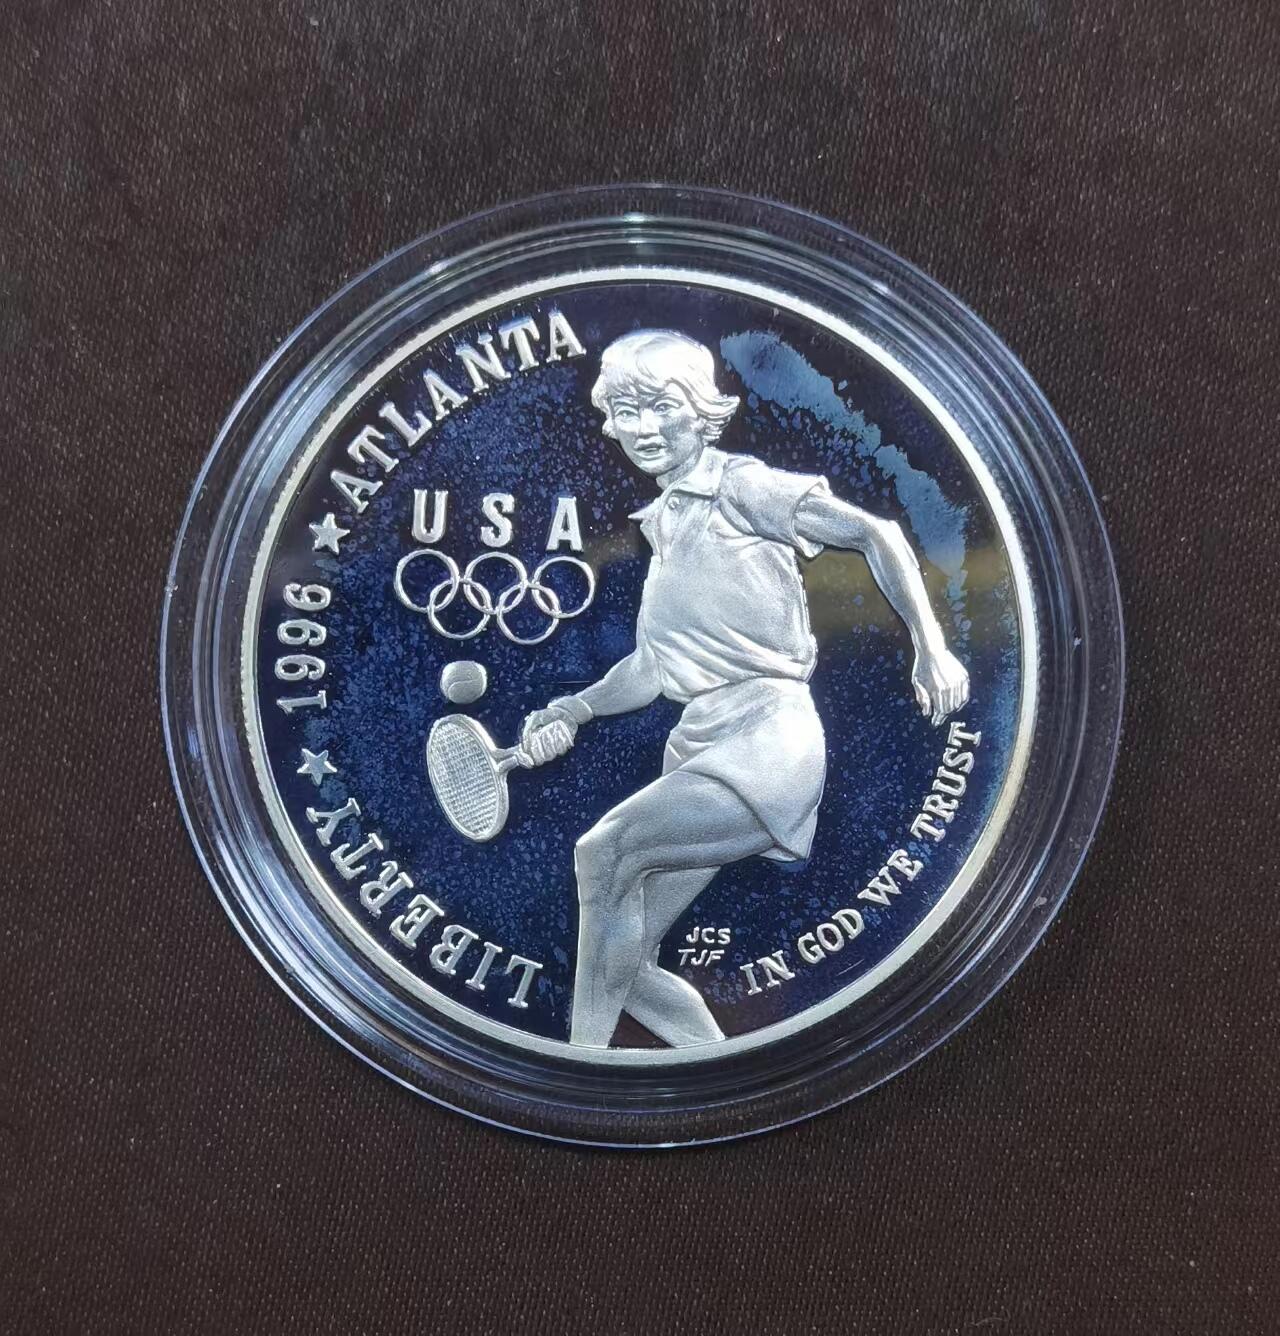 ATLANTA
USA
★ 1996 ★
LIBERTY
JCS
TJF
IN GOD WE TRUST